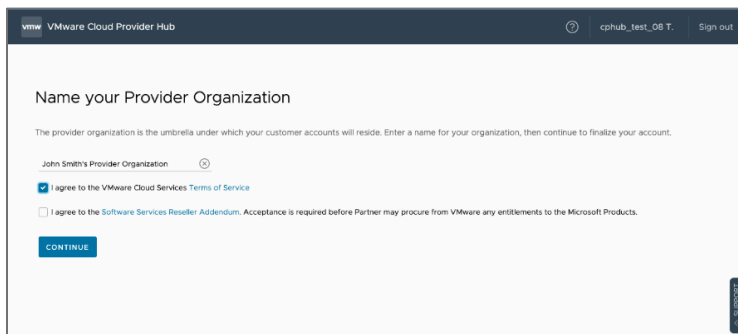 vmw VMware Cloud Provider Hub
cphub_test_08 T.
Sign out
Name your Provider Organization
The provider organization is the umbrella under which your customer accounts will reside. Enter a name for your organization, then continue to finalize your account.
John Smith's Provider Organization
I agree to the VMware Cloud Services Terms of Service
I agree to the Software Services Reseller Addendum. Acceptance is required before Partner may procure from VMware any entitlements to the Microsoft Products.
CONTINUE
SUPPORT